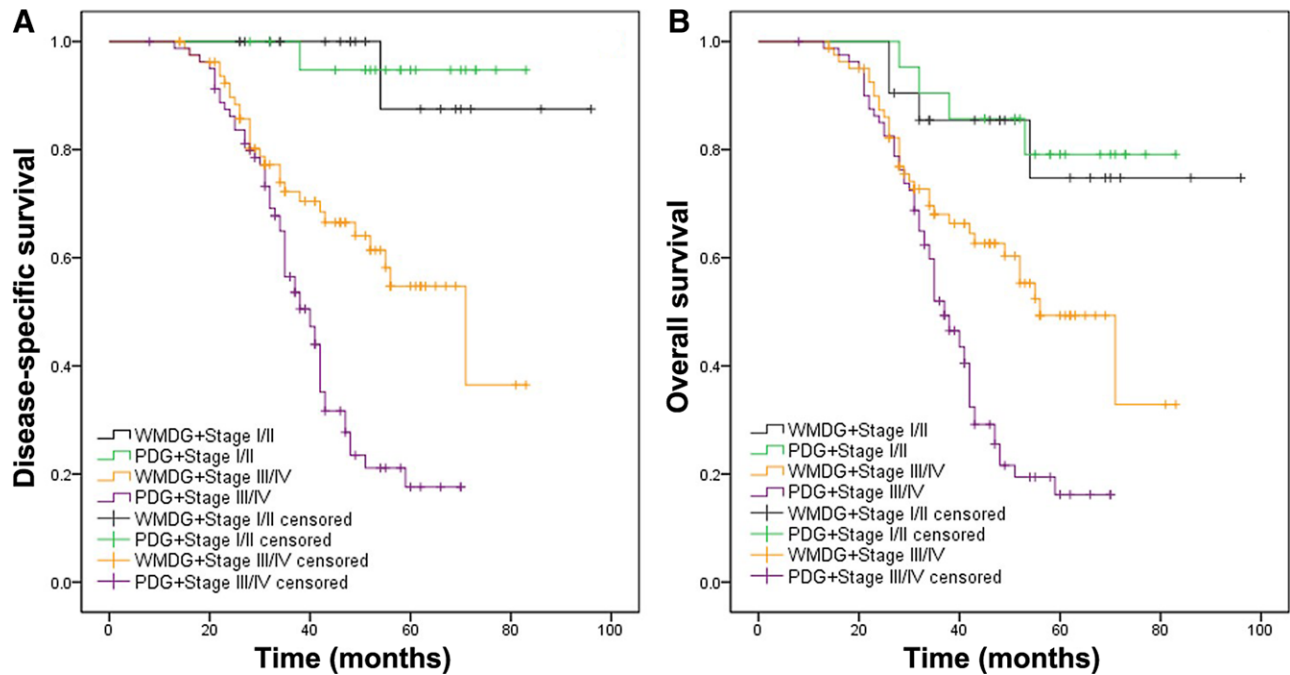 A
Disease-specific survival
1.0
0.8
0.6
0.4
0.2
0.0
WMDG+Stage I/II
PDG+Stage I/II
WMDG+Stage III/IV
PDG+Stage III/IV
WMDG+Stage I/II censored
PDG+Stage I/II censored
WMDG+Stage III/IV censored
PDG+Stage III/IV censored
0 20 40 60 80 100
Time (months)
B
Overall survival
1.0
0.8
0.6
0.4
0.2
0.0
WMDG+Stage I/II
PDG+Stage I/II
WMDG+Stage III/IV
PDG+Stage III/IV
WMDG+Stage I/II censored
PDG+Stage I/II censored
WMDG+Stage III/IV
PDG+Stage III/IV censored
0 20 40 60 80 100
Time (months)